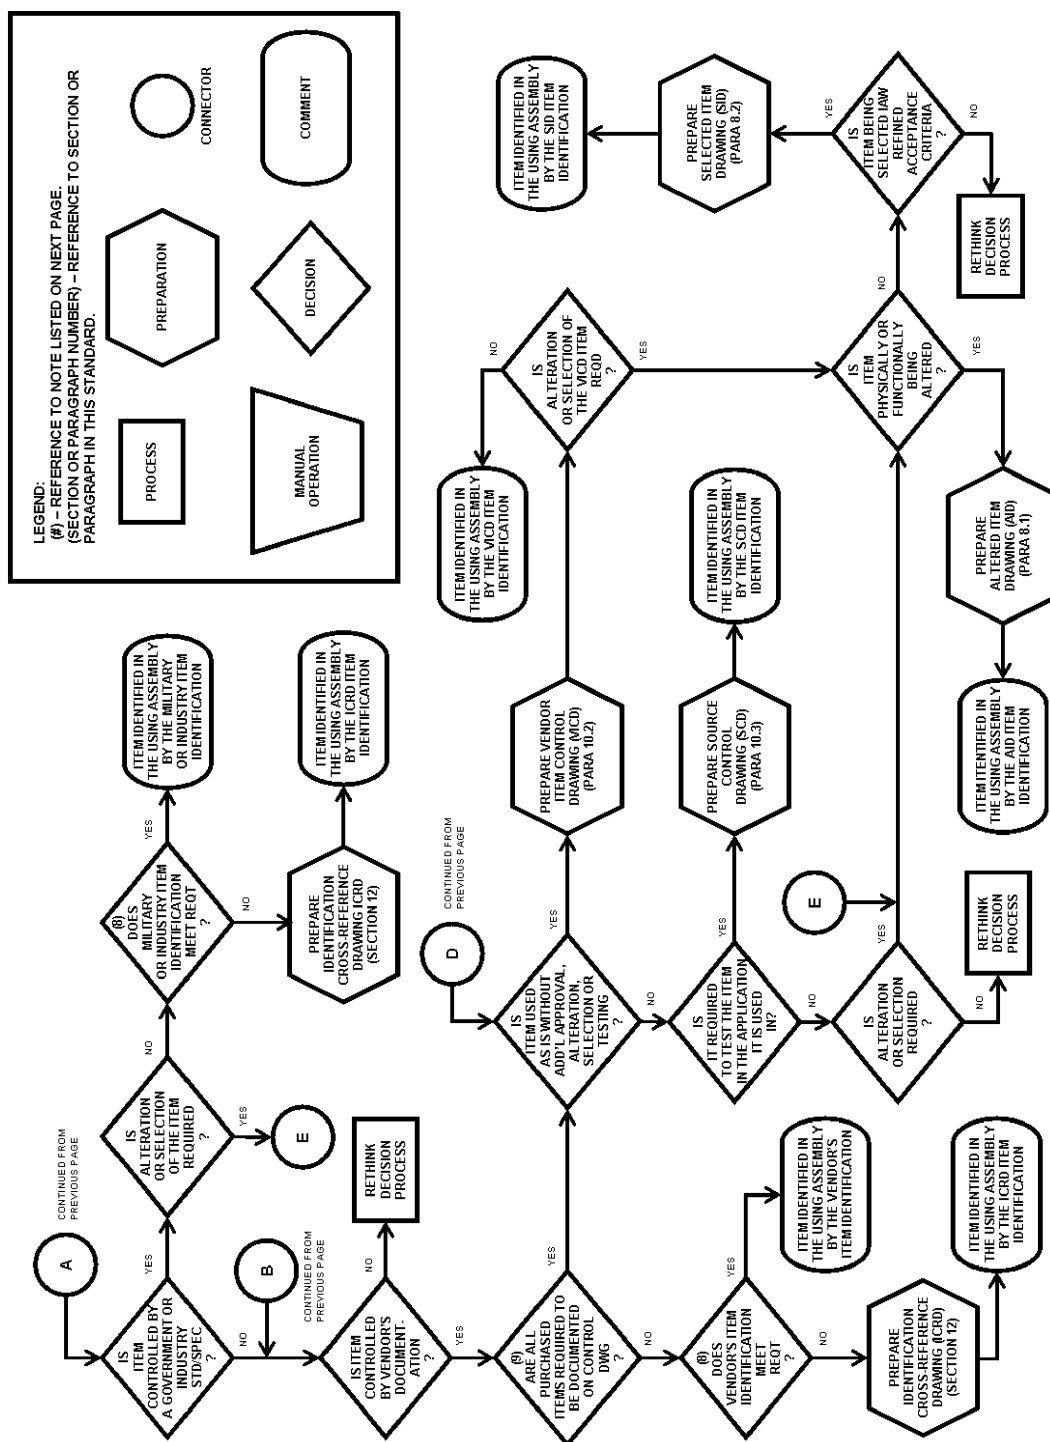 LEGEND:
(#) – REFERENCE TO NOTE LISTED ON NEXT PAGE.
(SECTION OR PARAGRAPH NUMBER) – REFERENCE TO SECTION OR
PARAGRAPH IN THIS STANDARD.
PROCESS
PREPARATION
CONNECTOR
MANUAL
OPERATION
DECISION
COMMENT
A
CONTINUED FROM
PREVIOUS PAGE
IS
ITEM
CONTROLLED BY
A GOVERNMENT OR
INDUSTRY
STD/SPEC
?
YES
NO
IS
ALTERATION
OR SELECTION
OF THE ITEM
REQUIRED
?
NO
YES
E
(8)
DOES
MILITARY
OR INDUSTRY ITEM
IDENTIFICATION
MEET REQT
?
YES
NO
ITEM IDENTIFIED IN
THE USING ASSEMBLY
BY THE MILITARY
OR INDUSTRY ITEM
IDENTIFICATION
PREPARE
IDENTIFICATION
CROSS-REFERENCE
DRAWING ICRD
(SECTION 12)
ITEM IDENTIFIED IN
THE USING ASSEMBLY
BY THE ICRD ITEM
IDENTIFICATION
B
CONTINUED FROM
PREVIOUS PAGE
IS ITEM
CONTROLLED
BY VENDOR'S
DOCUMENT-
ATION
?
NO
YES
RETHINK
DECISION
PROCESS
(9)
ARE ALL
PURCHASED
ITEMS REQUIRED TO
BE DOCUMENTED
ON CONTROL
DWG
?
YES
NO
D
CONTINUED FROM
PREVIOUS PAGE
IS
ITEM USED
AS IS WITHOUT
ADD'L APPROVAL,
ALTERATION,
SELECTION OR
TESTING
?
YES
NO
PREPARE VENDOR
ITEM CONTROL
DRAWING (VICD)
(PARA 10.2)
IS
ALTERATION
OR SELECTION OF
THE VICD ITEM
REQD
?
NO
YES
ITEM IDENTIFIED IN
THE USING ASSEMBLY
BY THE VICD ITEM
IDENTIFICATION
(8)
DOES
VENDOR'S ITEM
IDENTIFICATION
MEET
REQT
?
YES
NO
ITEM IDENTIFIED IN
THE USING ASSEMBLY
BY THE VENDOR'S
ITEM IDENTIFICATION
PREPARE
IDENTIFICATION
CROSS-REFERENCE
DRAWING (ICRD)
(SECTION 12)
ITEM IDENTIFIED IN
THE USING ASSEMBLY
BY THE ICRD ITEM
IDENTIFICATION
IS
IT REQUIRED
TO TEST THE ITEM
IN THE APPLICATION
IT IS USED
IN?
YES
NO
PREPARE SOURCE
CONTROL
DRAWING (SCD)
(PARA 10.3)
ITEM IDENTIFIED IN
THE USING ASSEMBLY
BY THE SCD ITEM
IDENTIFICATION
E
IS
ALTERATION
OR SELECTION
REQUIRED
?
YES
NO
RETHINK
DECISION
PROCESS
IS
ITEM
PHYSICALLY OR
FUNCTIONALLY
BEING
ALTERED
?
NO
YES
PREPARE
ALTERED ITEM
DRAWING (AID)
(PARA 8.1)
ITEM ITENTIFIED IN
THE USING ASSEMBLY
BY THE AID ITEM
IDENTIFICATION
IS
ITEM BEING
SELECTED IAW
REFINED
ACCEPTANCE
CRITERIA
?
YES
NO
PREPARE
SELECTED ITEM
DRAWING (SID)
(PARA 8.2)
ITEM IDENTIFIED IN
THE USING ASSEMBLY
BY THE SID ITEM
IDENTIFICATION
RETHINK
DECISION
PROCESS